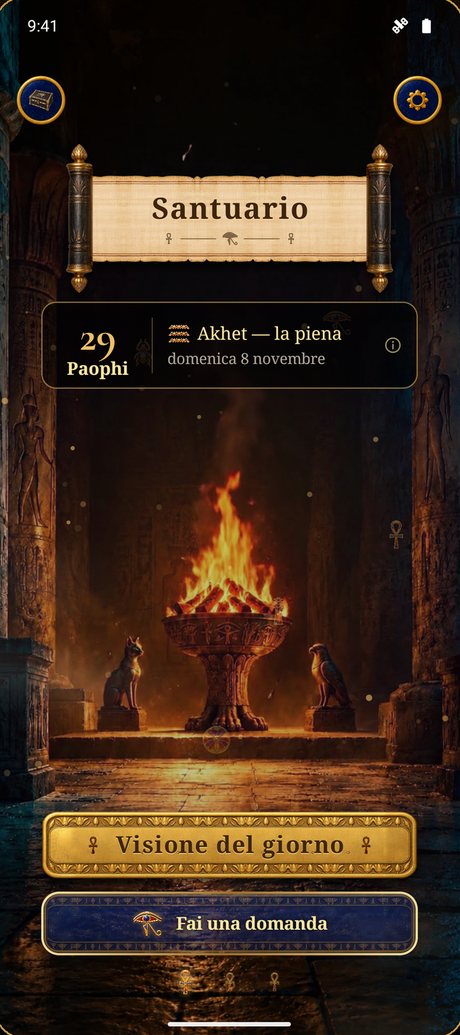 9:41
Santuario
29
Paophi
Akhet — la piena
domenica 8 novembre
Visione del giorno
Fai una domanda